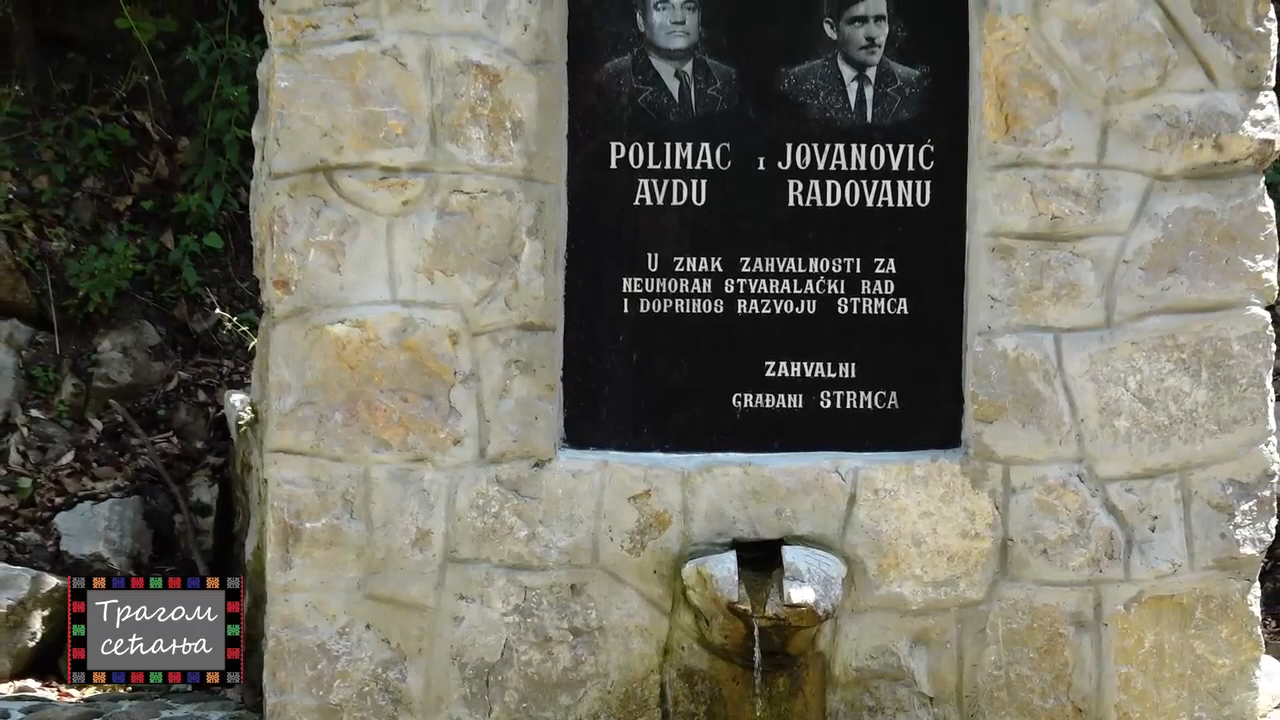 POLIMAC I JOVANOVIĆ
AVDU RADOVANU
U ZNAK ZAHVALNOSTI ZA
NEUMORAN STVARALAČKI RAD
I DOPRINOS RAZVOJU STRMCA
ZAHVALNI
GRAĐANI STRMCA
Трагом
сећања